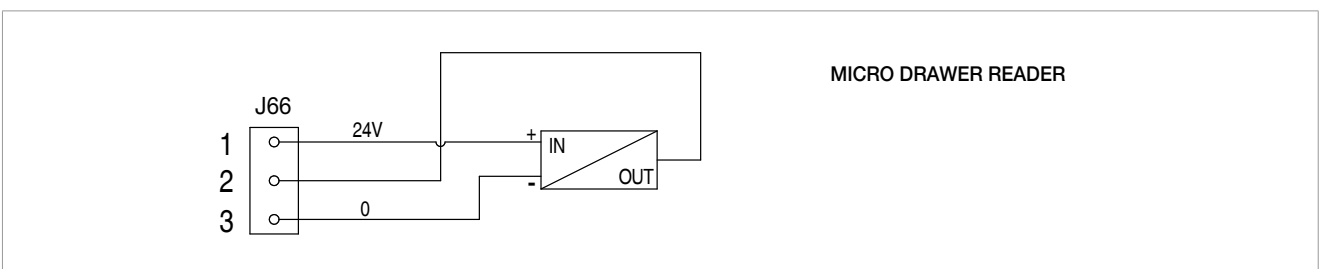 MICRO DRAWER READER
J66
1 24V + IN
2 - OUT
3 0